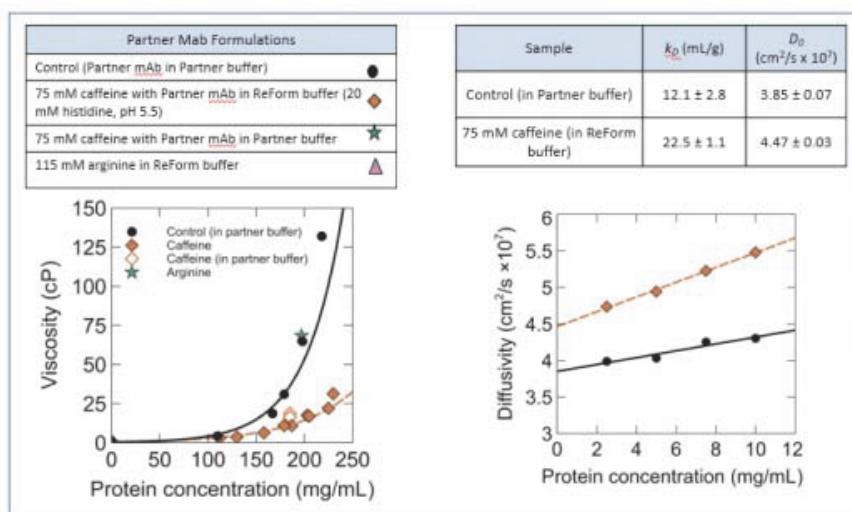 Partner Mab Formulations
Control (Partner mAb in Partner buffer)
75 mM caffeine with Partner mAb in ReForm buffer (20
mM histidine, pH 5.5)
75 mM caffeine with Partner mAb in Partner buffer
115 mM arginine in ReForm buffer
Sample
kD (mL/g)
D0
(cm²/s x 10⁷)
Control (in Partner buffer)
12.1 ± 2.8
3.85 ± 0.07
75 mM caffeine (in ReForm
buffer)
22.5 ± 1.1
4.47 ± 0.03
150
125
100
75
50
25
0
Viscosity (cP)
Control (in partner buffer)
Caffeine
Caffeine (in partner buffer)
Arginine
0 50 100 150 200 250
Protein concentration (mg/mL)
6
5.5
5
4.5
4
3.5
3
Diffusivity (cm²/s ×10⁷)
0 2 4 6 8 10 12
Protein concentration (mg/mL)